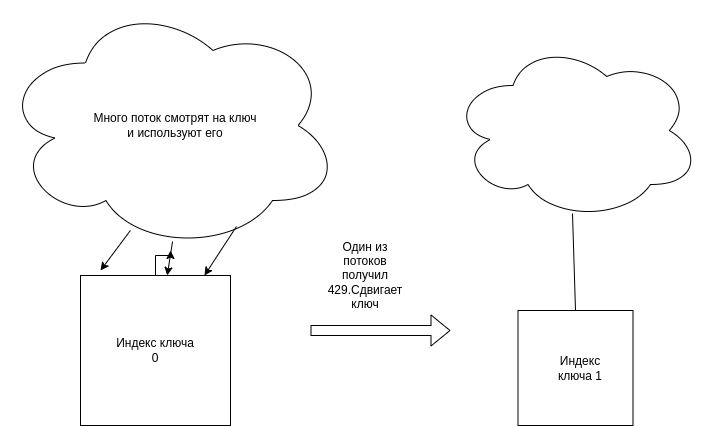 Много поток смотрят на ключ
и используют его
Индекс ключа
0
Один из
потоков
получил
429.Сдвигает
ключ
Индекс
ключа 1